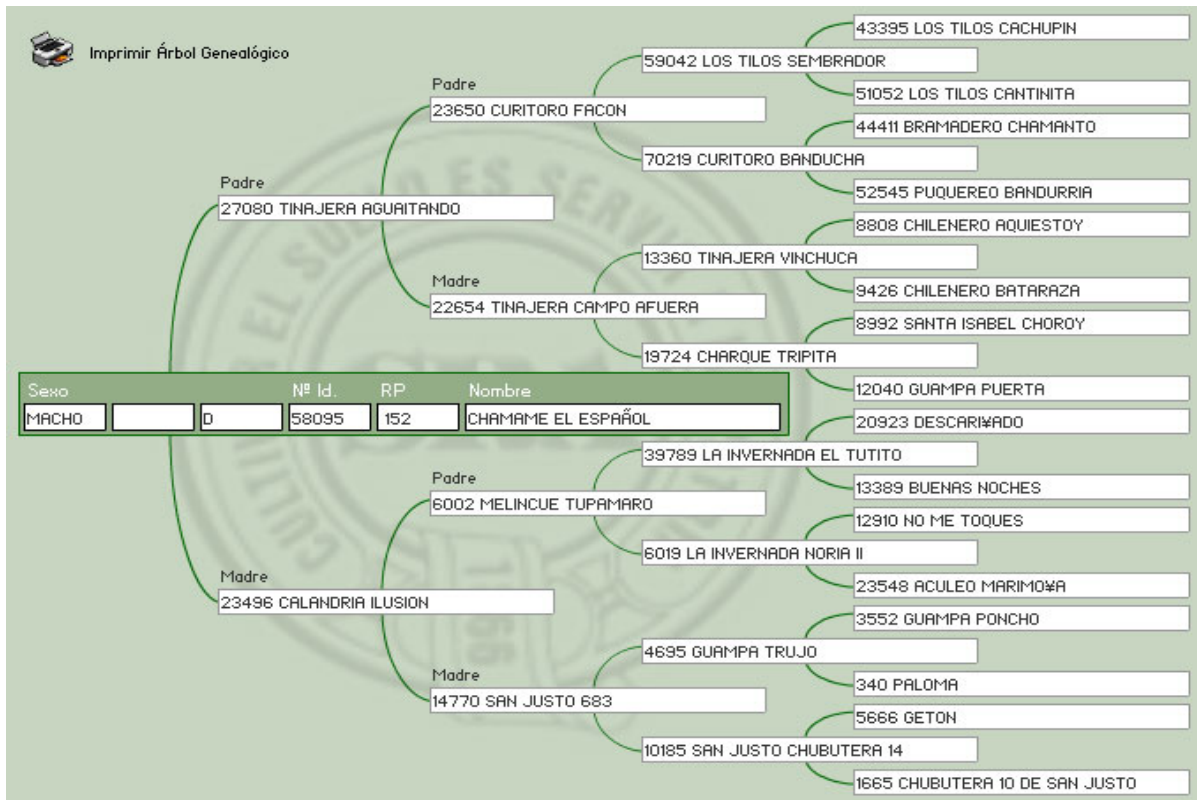 Imprimir Árbol Genealógico
43395 LOS TILOS CACHUPIN
59042 LOS TILOS SEMBRADOR
51052 LOS TILOS CANTINITA
Padre
23650 CURITORO FACON
44411 BRAMADERO CHAMANTO
70219 CURITORO BANDUCHA
52545 PUQUEREO BANDURRIA
Padre
27080 TINAJERA AGUAITANDO
8808 CHILENERO AQUIESTOY
13360 TINAJERA VINCHUCA
9426 CHILENERO BATARAZA
Madre
22654 TINAJERA CAMPO AFUERA
8992 SANTA ISABEL CHOROY
19724 CHARQUE TRIPITA
12040 GUAMPA PUERTA
Sexo Nº Id. RP Nombre
MACHO D 58095 152 CHAMAME EL ESPAÑOL
20923 DESCARI¥ADO
39789 LA INVERNADA EL TUTITO
13389 BUENAS NOCHES
Padre
6002 MELINCUE TUPAMARO
12910 NO ME TOQUES
6019 LA INVERNADA NORIA II
23548 ACULEO MARIMO¥A
Madre
23496 CALANDRIA ILUSION
3552 GUAMPA PONCHO
4695 GUAMPA TRUJO
340 PALOMA
Madre
14770 SAN JUSTO 683
5666 GETON
10185 SAN JUSTO CHUBUTERA 14
1665 CHUBUTERA 10 DE SAN JUSTO